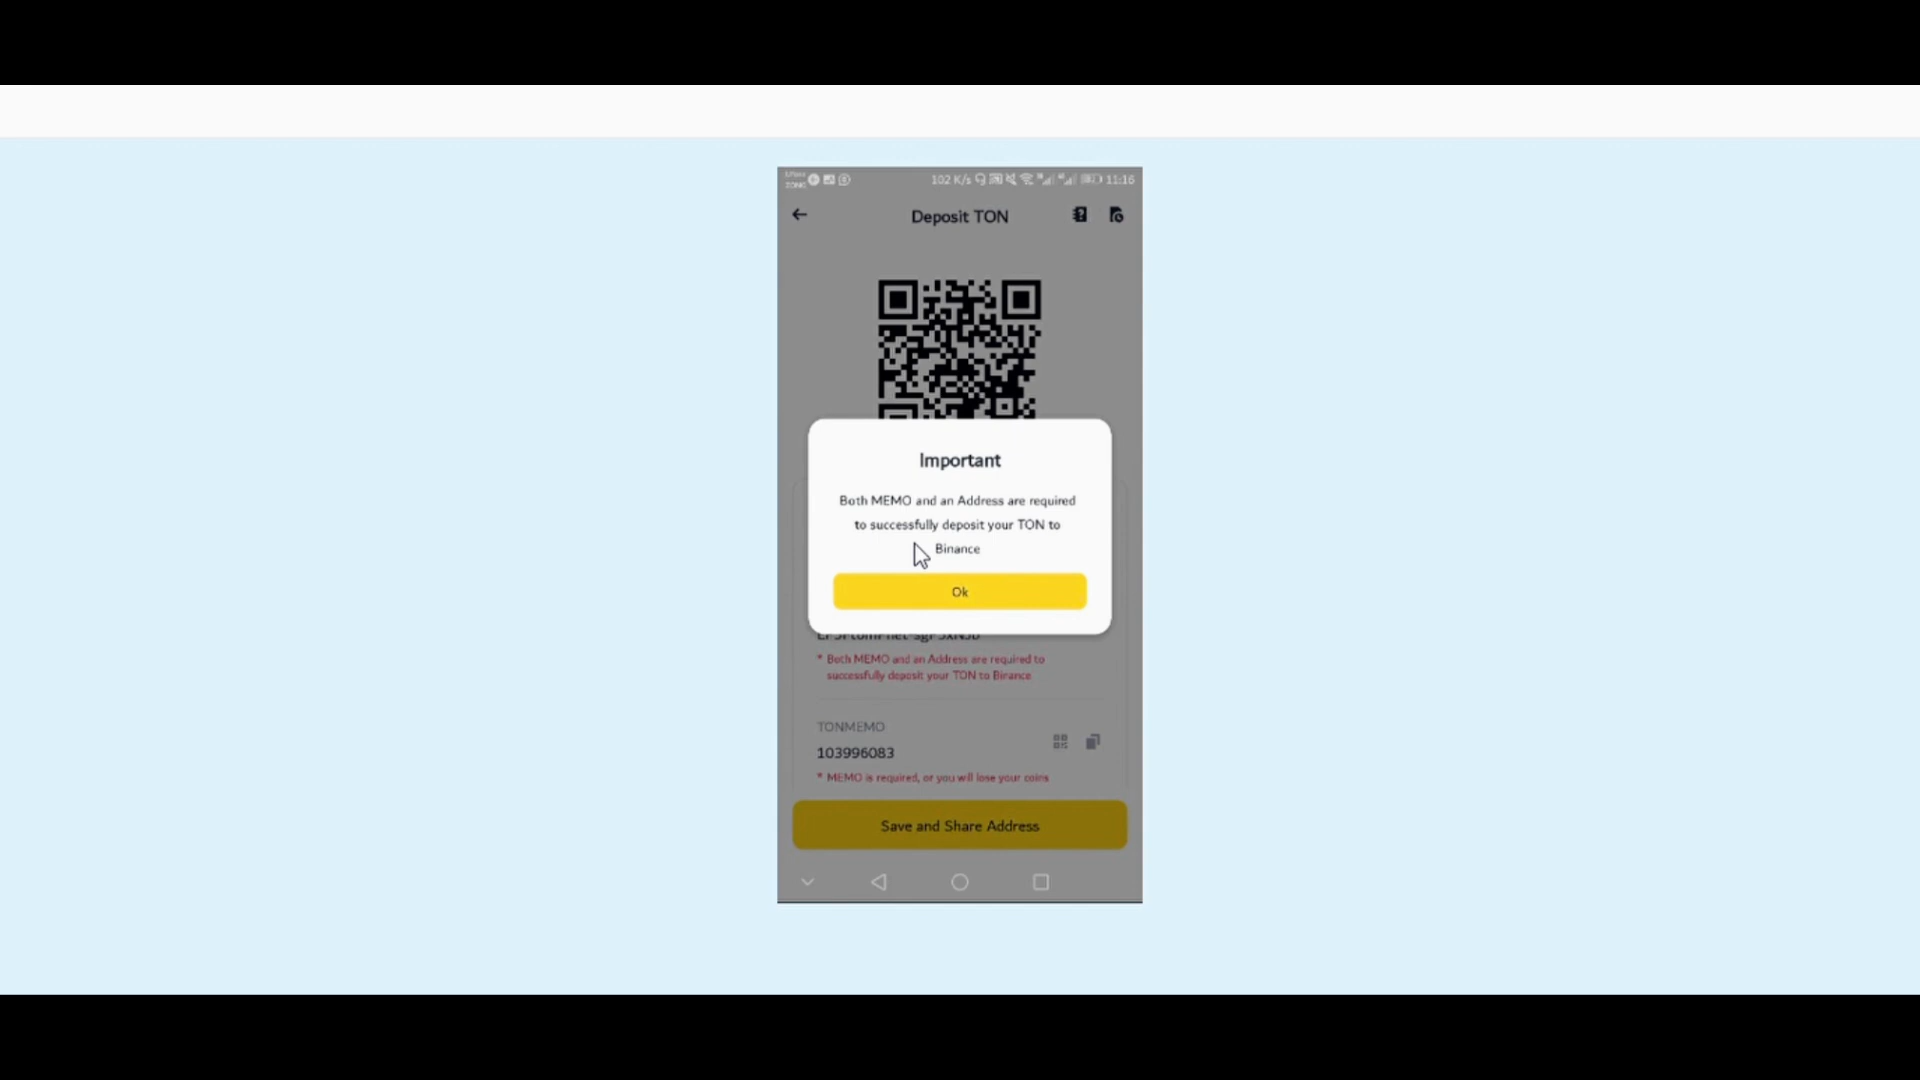 102 K/s 11:16
Deposit TON
Important
Both MEMO and an Address are required
to successfully deposit your TON to
Binance
Ok
* Both MEMO and an Address are required to
successfully deposit your TON to Binance
TONMEMO
103996083
* MEMO is required, or you will lose your coins
Save and Share Address